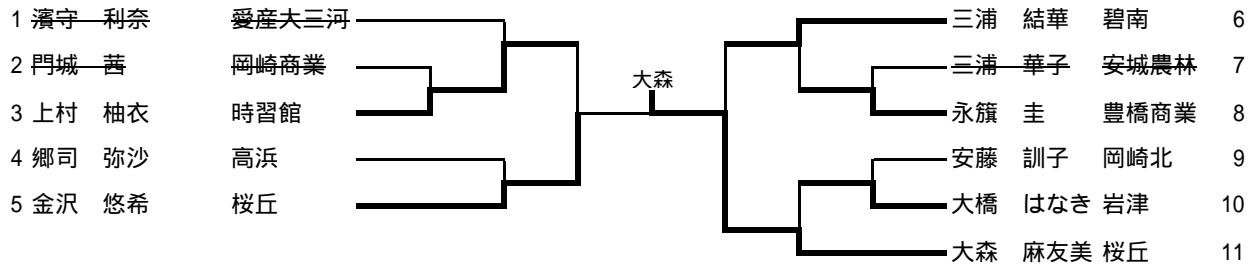 1 濱守 利奈 愛産大三河
2 門城 茜 岡崎商業
3 上村 柚衣 時習館
4 郷司 弥沙 高浜
5 金沢 悠希 桜丘
大森
三浦 結華 碧南 6
三浦 華子 安城農林 7
永籏 圭 豊橋商業 8
安藤 訓子 岡崎北 9
大橋 はなき 岩津 10
大森 麻友美 桜丘 11